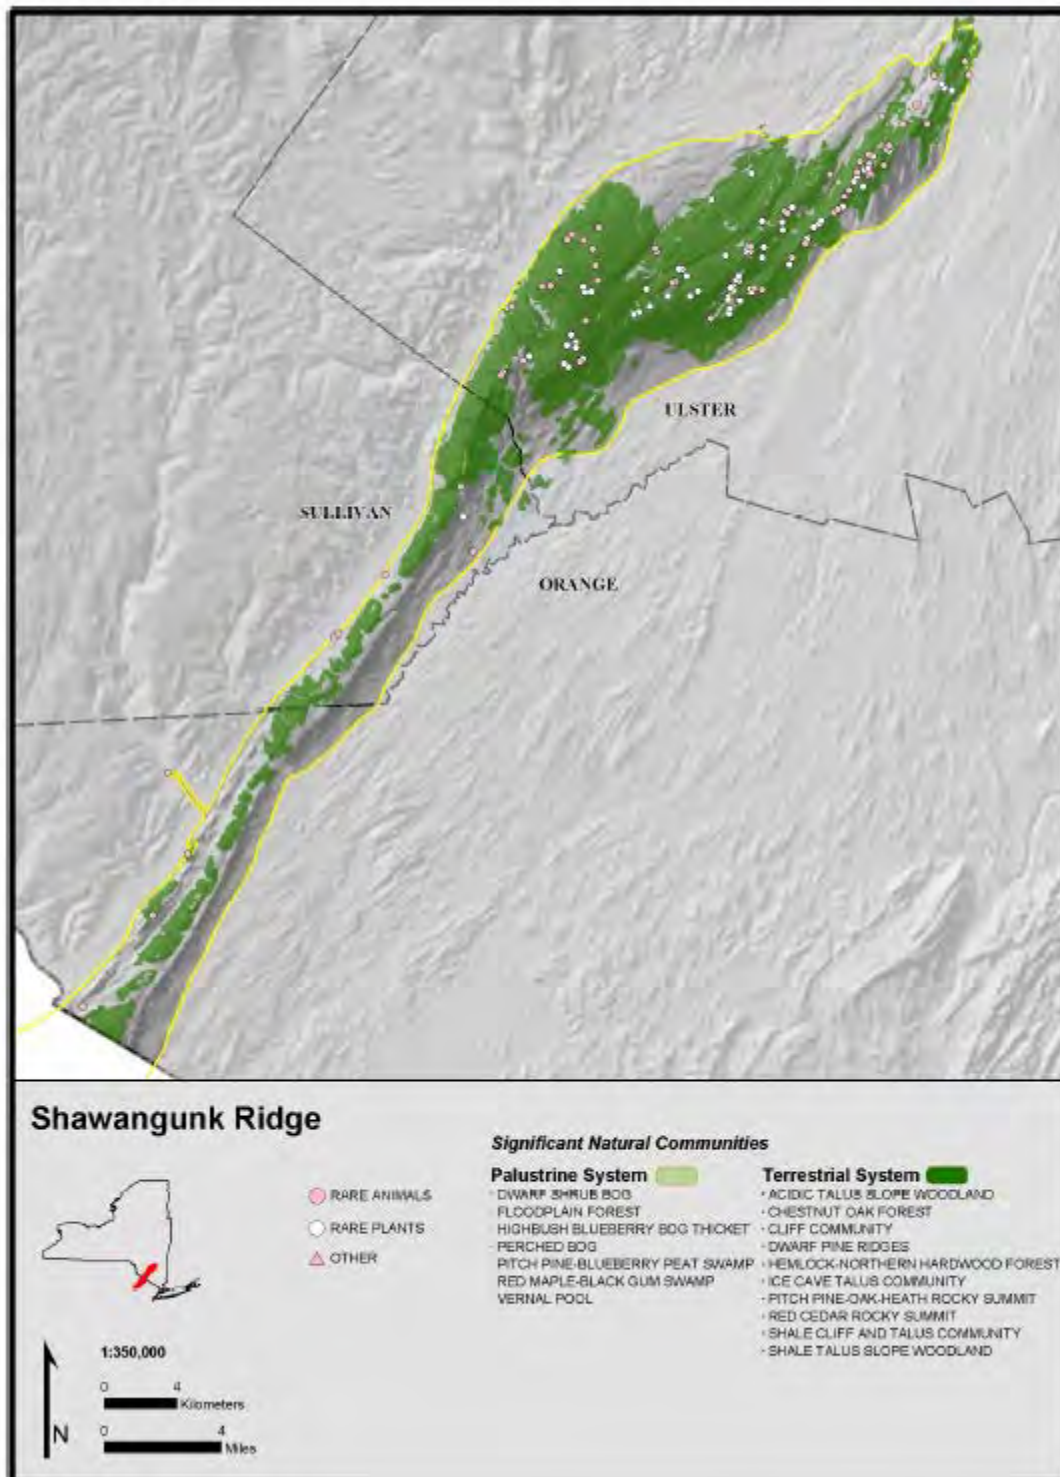 ULSTER
SULLIVAN
ORANGE
Shawangunk Ridge
RARE ANIMALS
RARE PLANTS
OTHER
1:350,000
0 4
Kilometers
0 4
Miles
N
Significant Natural Communities
Palustrine System
DWARF SHRUB BOG
FLOODPLAIN FOREST
HIGHBUSH BLUEBERRY BOG THICKET
PERCHED BOG
PITCH PINE-BLUEBERRY PEAT SWAMP
RED MAPLE-BLACK GUM SWAMP
VERNAL POOL
Terrestrial System
· ACIDIC TALUS SLOPE WOODLAND
· CHESTNUT OAK FOREST
· CLIFF COMMUNITY
· DWARF PINE RIDGES
· HEMLOCK-NORTHERN HARDWOOD FOREST
· ICE CAVE TALUS COMMUNITY
· PITCH PINE-OAK-HEATH ROCKY SUMMIT
· RED CEDAR ROCKY SUMMIT
· SHALE CLIFF AND TALUS COMMUNITY
· SHALE TALUS SLOPE WOODLAND